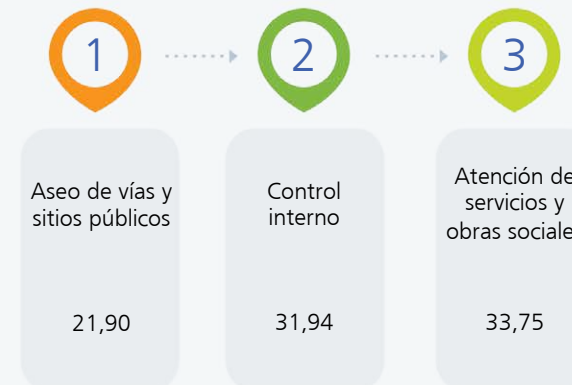 1
2
3
Aseo de vías y
sitios públicos
21,90
Control
interno
31,94
Atención de
servicios y
obras sociale
33,75